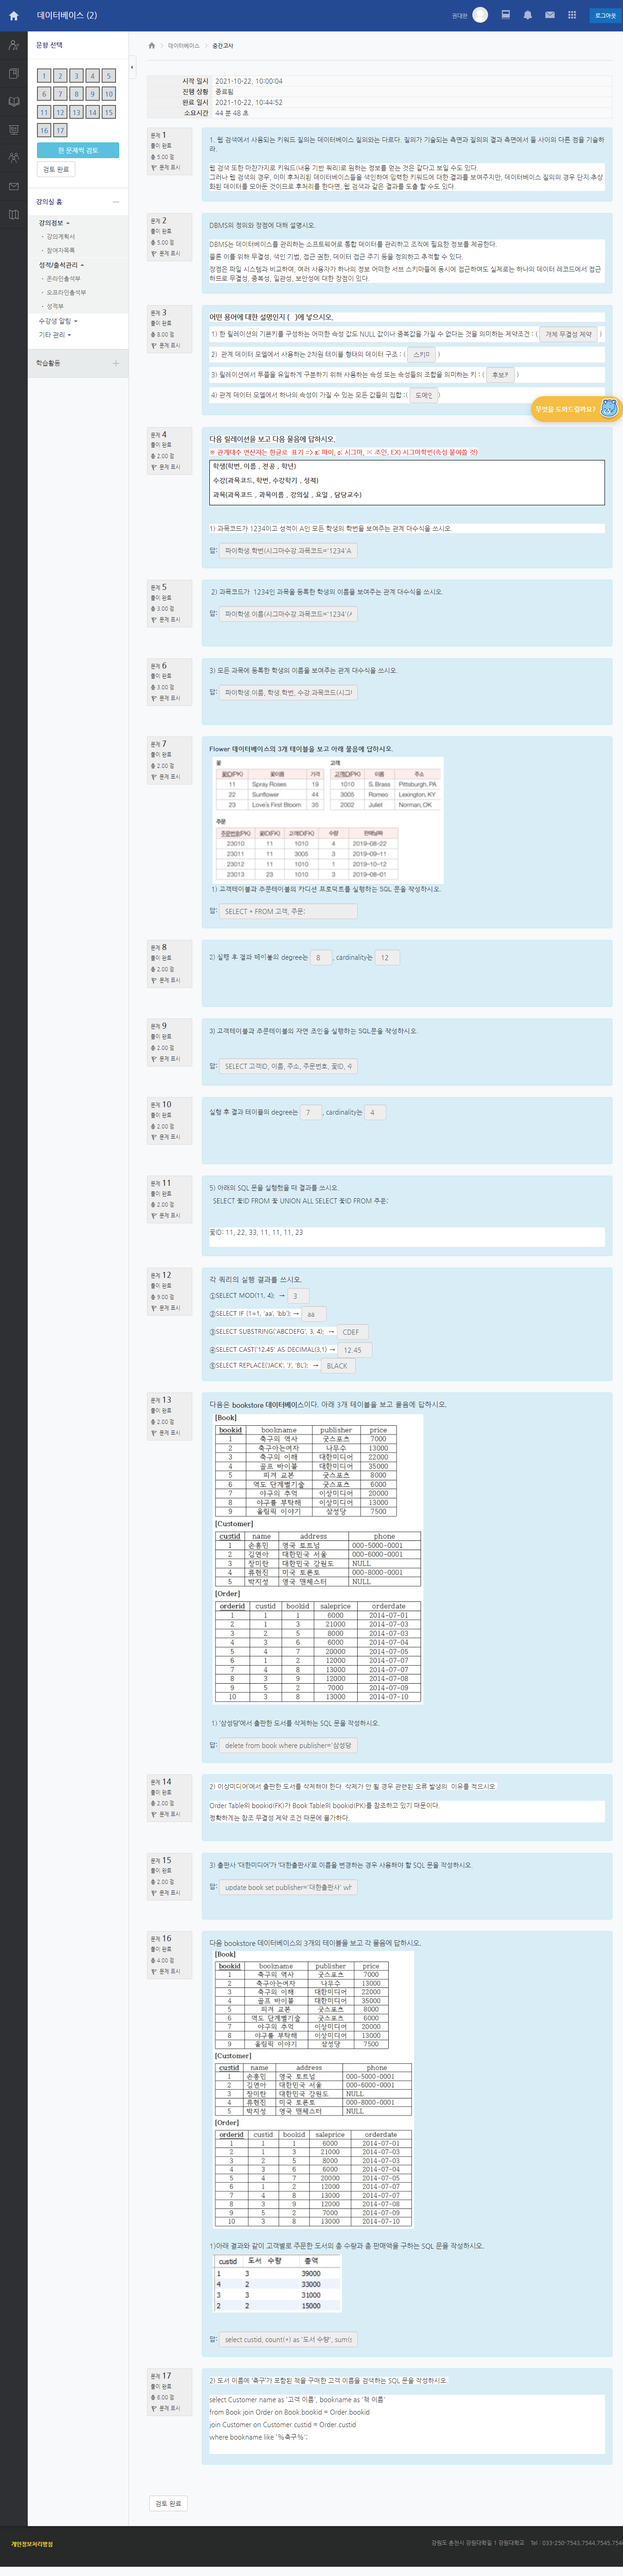 데이터베이스 (2)
권대한
로그아웃
문항 선택
1 2 3 4 5
6 7 8 9 10
11 12 13 14 15
16 17
한 문제씩 검토
검토 완료
강의실 홈
강의정보
강의계획서
참여자목록
성적/출석관리
온라인출석부
오프라인출석부
성적부
수강생 알림
기타 관리
학습활동
데이터베이스 > 중간고사
시작 일시 2021-10-22, 10:00:04
진행 상황 종료됨
완료 일시 2021-10-22, 10:44:52
소요시간 44 분 48 초
문제 1
풀이 완료
총 5.00 점
문제 표시
1. 웹 검색에서 사용되는 키워드 질의는 데이터베이스 질의와는 다르다. 질의가 기술되는 측면과 질의의 결과 측면에서 둘 사이의 다른 점을 기술하라.
웹 검색 또한 마찬가지로 키워드(내용 기반 쿼리)로 원하는 정보를 얻는 것은 같다고 보일 수도 있다.
그러나 웹 검색의 경우, 이미 후처리된 데이터베이스들을 색인하여 입력한 키워드에 대한 결과를 보여주지만, 데이터베이스 질의의 경우 단지 추상화된 데이터를 모아둔 것이므로 후처리를 한다면, 웹 검색과 같은 결과를 도출 할 수도 있다.
문제 2
풀이 완료
총 5.00 점
문제 표시
DBMS의 정의와 장점에 대해 설명시오.
DBMS는 데이터베이스를 관리하는 소프트웨어로 통합 데이터를 관리하고 조직에 필요한 정보를 제공한다.
물론 이를 위해 무결성, 색인 기법, 접근 권한, 데이터 접근 주기 등을 정의하고 추적할 수 있다.
장점은 파일 시스템과 비교하여, 여러 사용자가 하나의 정보 어떠한 서브 스키마들에 동시에 접근하여도 실제로는 하나의 데이터 레코드에서 접근하므로 무결성, 중복성, 일관성, 보안성에 대한 장점이 있다.
문제 3
풀이 완료
총 8.00 점
문제 표시
어떤 용어에 대한 설명인지 ( )에 넣으시오.
1) 한 릴레이션의 기본키를 구성하는 어떠한 속성 값도 NULL 값이나 중복값을 가질 수 없다는 것을 의미하는 제약조건 : ( 개체 무결성 제약 )
2) 관계 데이터 모델에서 사용하는 2차원 테이블 형태의 데이터 구조 : ( 스키마 )
3) 릴레이션에서 투플을 유일하게 구분하기 위해 사용하는 속성 또는 속성들의 조합을 의미하는 키 : ( 후보키 )
4) 관계 데이터 모델에서 하나의 속성이 가질 수 있는 모든 값들의 집합 :( 도메인 )
무엇을 도와드릴까요?
문제 4
풀이 완료
총 2.00 점
문제 표시
다음 릴레이션을 보고 다음 물음에 답하시오.
※ 관계대수 연산자는 한글로 표기 => π: 파이, σ: 시그마, ⋈ 조인, EX) 시그마학번(속성 붙여쓸 것)
학생(학번, 이름 , 전공 , 학년)
수강(과목코드, 학번, 수강학기 , 성적)
과목(과목코드 , 과목이름 , 강의실 , 요일 , 담당교수)
1) 과목코드가 1234이고 성적이 A인 모든 학생의 학번을 보여주는 관계 대수식을 쓰시오.
답: 파이학생.학번(시그마수강.과목코드='1234'A
문제 5
풀이 완료
총 3.00 점
문제 표시
2) 과목코드가 1234인 과목을 등록한 학생의 이름을 보여주는 관계 대수식을 쓰시오.
답: 파이학생.이름(시그마수강.과목코드='1234'(
문제 6
풀이 완료
총 3.00 점
문제 표시
3) 모든 과목에 등록한 학생의 이름을 보여주는 관계 대수식을 쓰시오.
답: 파이학생.이름, 학생.학번, 수강.과목코드(시그
문제 7
풀이 완료
총 2.00 점
문제 표시
Flower 데이터베이스의 3개 테이블을 보고 아래 물음에 답하시오.
꽃 고객
꽃ID(PK) 꽃이름 가격 고객ID(PK) 이름 주소
11 Spray Roses 19 1010 S. Brass Pittsburgh, PA
22 Sunflower 44 3005 Romeo Lexington, KY
23 Love's First Bloom 35 2002 Juliet Norman, OK
주문
주문번호(PK) 꽃ID(FK) 고객ID(FK) 수량 판매날짜
23010 11 1010 4 2019-08-22
23011 11 3005 3 2019-09-11
23012 11 1010 1 2019-10-12
23013 23 1010 3 2019-08-01
1) 고객테이블과 주문테이블의 카디션 프로덕트를 실행하는 SQL 문을 작성하시오.
답: SELECT * FROM 고객, 주문;
문제 8
풀이 완료
총 2.00 점
문제 표시
2) 실행 후 결과 테이블의 degree는 8 , cardinality는 12
문제 9
풀이 완료
총 2.00 점
문제 표시
3) 고객테이블과 주문테이블의 자연 조인을 실행하는 SQL문을 작성하시오.
답: SELECT 고객ID, 이름, 주소, 주문번호, 꽃ID, 수
문제 10
풀이 완료
총 2.00 점
문제 표시
실행 후 결과 테이블의 degree는 7 , cardinality는 4
문제 11
풀이 완료
총 2.00 점
문제 표시
5) 아래의 SQL 문을 실행했을 때 결과를 쓰시오.
SELECT 꽃ID FROM 꽃 UNION ALL SELECT 꽃ID FROM 주문;
꽃ID: 11, 22, 33, 11, 11, 11, 23
문제 12
풀이 완료
총 9.00 점
문제 표시
각 쿼리의 실행 결과를 쓰시오.
①SELECT MOD(11, 4); → 3
②SELECT IF (1=1, 'aa', 'bb'); → aa
③SELECT SUBSTRING('ABCDEFG', 3, 4); → CDEF
④SELECT CAST('12.45' AS DECIMAL(3,1) → 12.45
⑤SELECT REPLACE('JACK', 'J', 'BL'); → BLACK
문제 13
풀이 완료
총 2.00 점
문제 표시
다음은 bookstore 데이터베이스이다. 아래 3개 테이블을 보고 물음에 답하시오.
[Book]
bookid bookname publisher price
1 축구의 역사 굿스포츠 7000
2 축구아는여자 나무수 13000
3 축구의 이해 대한미디어 22000
4 골프 바이블 대한미디어 35000
5 피겨 교본 굿스포츠 8000
6 역도 단계별기술 굿스포츠 6000
7 야구의 추억 이상미디어 20000
8 야구를 부탁해 이상미디어 13000
9 올림픽 이야기 삼성당 7500
[Customer]
custid name address phone
1 손흥민 영국 토트넘 000-5000-0001
2 김연아 대한민국 서울 000-6000-0001
3 장미란 대한민국 강원도 NULL
4 류현진 미국 토론토 000-8000-0001
5 박지성 영국 맨체스터 NULL
[Order]
orderid custid bookid saleprice orderdate
1 1 1 6000 2014-07-01
2 1 3 21000 2014-07-03
3 2 5 8000 2014-07-03
4 3 6 6000 2014-07-04
5 4 7 20000 2014-07-05
6 1 2 12000 2014-07-07
7 4 8 13000 2014-07-07
8 3 9 12000 2014-07-08
9 5 2 7000 2014-07-09
10 3 8 13000 2014-07-10
1) '삼성당'에서 출판한 도서를 삭제하는 SQL 문을 작성하시오.
답: delete from book where publisher='삼성당
문제 14
풀이 완료
총 2.00 점
문제 표시
2) 이상미디어'에서 출판한 도서를 삭제해야 한다. 삭제가 안 될 경우 관련된 오류 발생의 이유를 적으시오
Order Table의 bookid(FK)가 Book Table의 bookid(PK)를 참조하고 있기 때문이다.
정확하게는 참조 무결성 제약 조건 때문에 불가하다.
문제 15
풀이 완료
총 2.00 점
문제 표시
3) 출판사 '대한미디어'가 '대한출판사'로 이름을 변경하는 경우 사용해야 할 SQL 문을 작성하시오.
답: update book set publisher='대한출판사' wh
문제 16
풀이 완료
총 4.00 점
문제 표시
다음 bookstore 데이터베이스의 3개의 테이블을 보고 각 물음에 답하시오.
[Book]
bookid bookname publisher price
1 축구의 역사 굿스포츠 7000
2 축구아는여자 나무수 13000
3 축구의 이해 대한미디어 22000
4 골프 바이블 대한미디어 35000
5 피겨 교본 굿스포츠 8000
6 역도 단계별기술 굿스포츠 6000
7 야구의 추억 이상미디어 20000
8 야구를 부탁해 이상미디어 13000
9 올림픽 이야기 삼성당 7500
[Customer]
custid name address phone
1 손흥민 영국 토트넘 000-5000-0001
2 김연아 대한민국 서울 000-6000-0001
3 장미란 대한민국 강원도 NULL
4 류현진 미국 토론토 000-8000-0001
5 박지성 영국 맨체스터 NULL
[Order]
orderid custid bookid saleprice orderdate
1 1 1 6000 2014-07-01
2 1 3 21000 2014-07-03
3 2 5 8000 2014-07-03
4 3 6 6000 2014-07-04
5 4 7 20000 2014-07-05
6 1 2 12000 2014-07-07
7 4 8 13000 2014-07-07
8 3 9 12000 2014-07-08
9 5 2 7000 2014-07-09
10 3 8 13000 2014-07-10
1)아래 결과와 같이 고객별로 주문한 도서의 총 수량과 총 판매액을 구하는 SQL 문을 작성하시오.
custid 도서 수량 총액
1 3 39000
4 2 33000
3 3 31000
2 2 15000
답: select custid, count(*) as '도서 수량', sum(s
문제 17
풀이 완료
총 6.00 점
문제 표시
2) 도서 이름에 '축구'가 포함된 책을 구매한 고객 이름을 검색하는 SQL 문을 작성하시오
select Customer.name as '고객 이름', bookname as '책 이름'
from Book join Order on Book.bookid = Order.bookid
join Customer on Customer.custid = Order.custid
where bookname like '%축구%';
검토 완료
개인정보처리방침
강원도 춘천시 강원대학길 1 강원대학교 Tel : 033-250-7543,7544,7545,754